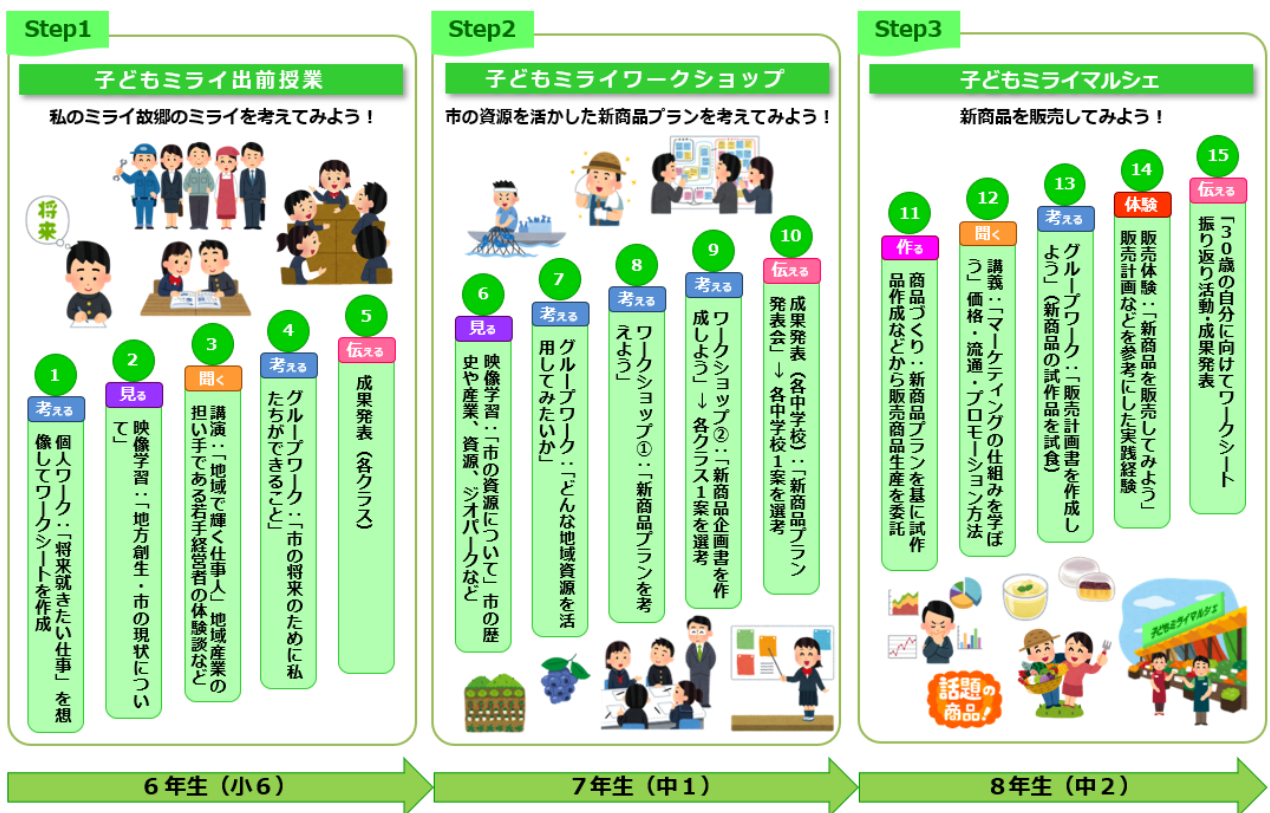 Step1
子どもミライ出前授業
私のミライ故郷のミライを考えてみよう！
将来
1
考える
個人ワーク：「将来就きたい仕事」を想
像してワークシートを作成
2
見る
映像学習：「地方創生・市の現状につい
て」
3
聞く
講演：「地域で輝く仕事人」地域産業の
担い手である若手経営者の体験談など
4
考える
グループワーク：「市の将来のために私
たちができること」
5
伝える
成果発表（各クラス）
6年生（小6）
Step2
子どもミライワークショップ
市の資源を活かした新商品プランを考えてみよう！
6
見る
映像学習：「市の資源について」市の歴
史や産業、資源、ジオパークなど
7
考える
グループワーク：「どんな地域資源を活
用してみたいか」
8
考える
ワークショップ①：「新商品プランを考
えよう」
9
考える
ワークショップ②：「新商品企画書を作
成しよう」→各クラス1案を選考
10
伝える
成果発表（各中学校）：「新商品プラン
発表会」→各中学校1案を選考
7年生（中1）
Step3
子どもミライマルシェ
新商品を販売してみよう！
11
作る
商品づくり：新商品プランを基に試作
品作成などから販売商品生産を委託
12
聞く
講義：「マーケティングの仕組みを学ぼ
う」価格・流通・プロモーション方法
13
考える
グループワーク：「販売計画書を作成し
よう」（新商品の試作品を試食）
14
体験
販売体験：「新商品を販売してみよう」
販売計画などを参考にした実践経験
15
伝える
「30歳の自分に向けてワークシート
振り返り活動・成果発表
話題の
商品！
子どもミライマルシェ
8年生（中2）